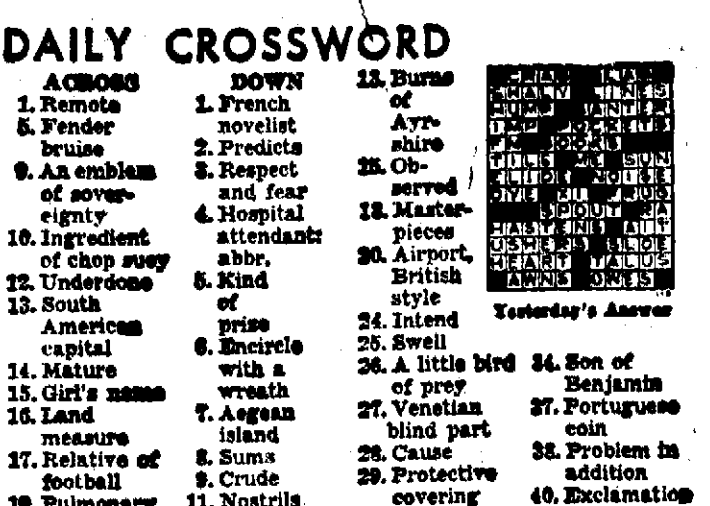 DAILY CROSSWORD
ACROSS
1. Remote
5. Fender
bruise
9. An emblem
of sover-
eignty
10. Ingredient
of chop suey
12. Underdone
13. South
American
capital
14. Mature
15. Girl's name
16. Land
measure
17. Relative of
football
19. Pulmonary
DOWN
1. French
novelist
2. Predicts
3. Respect
and fear
4. Hospital
attendant:
abbr.
5. Kind
of
prize
6. Encircle
with a
wreath
7. Aegean
island
8. Sums
9. Crude
11. Nostrils
13. Burns
of
Ayr-
shire
Ob-
served
18. Master-
pieces
20. Airport,
British
style
24. Intend
25. Swell
26. A little bird
of prey
27. Venetian
blind part
28. Cause
29. Protective
covering
Yesterday's Answer
34. Son of
Benjamin
37. Portuguese
coin
38. Problem in
addition
40. Exclamation